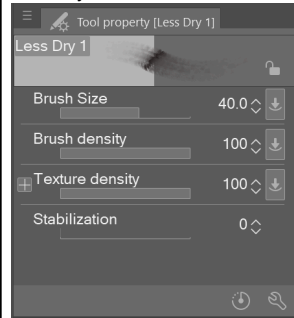 Tool property [Less Dry 1]
Less Dry 1
Brush Size 40.0
Brush density 100
Texture density 100
Stabilization 0